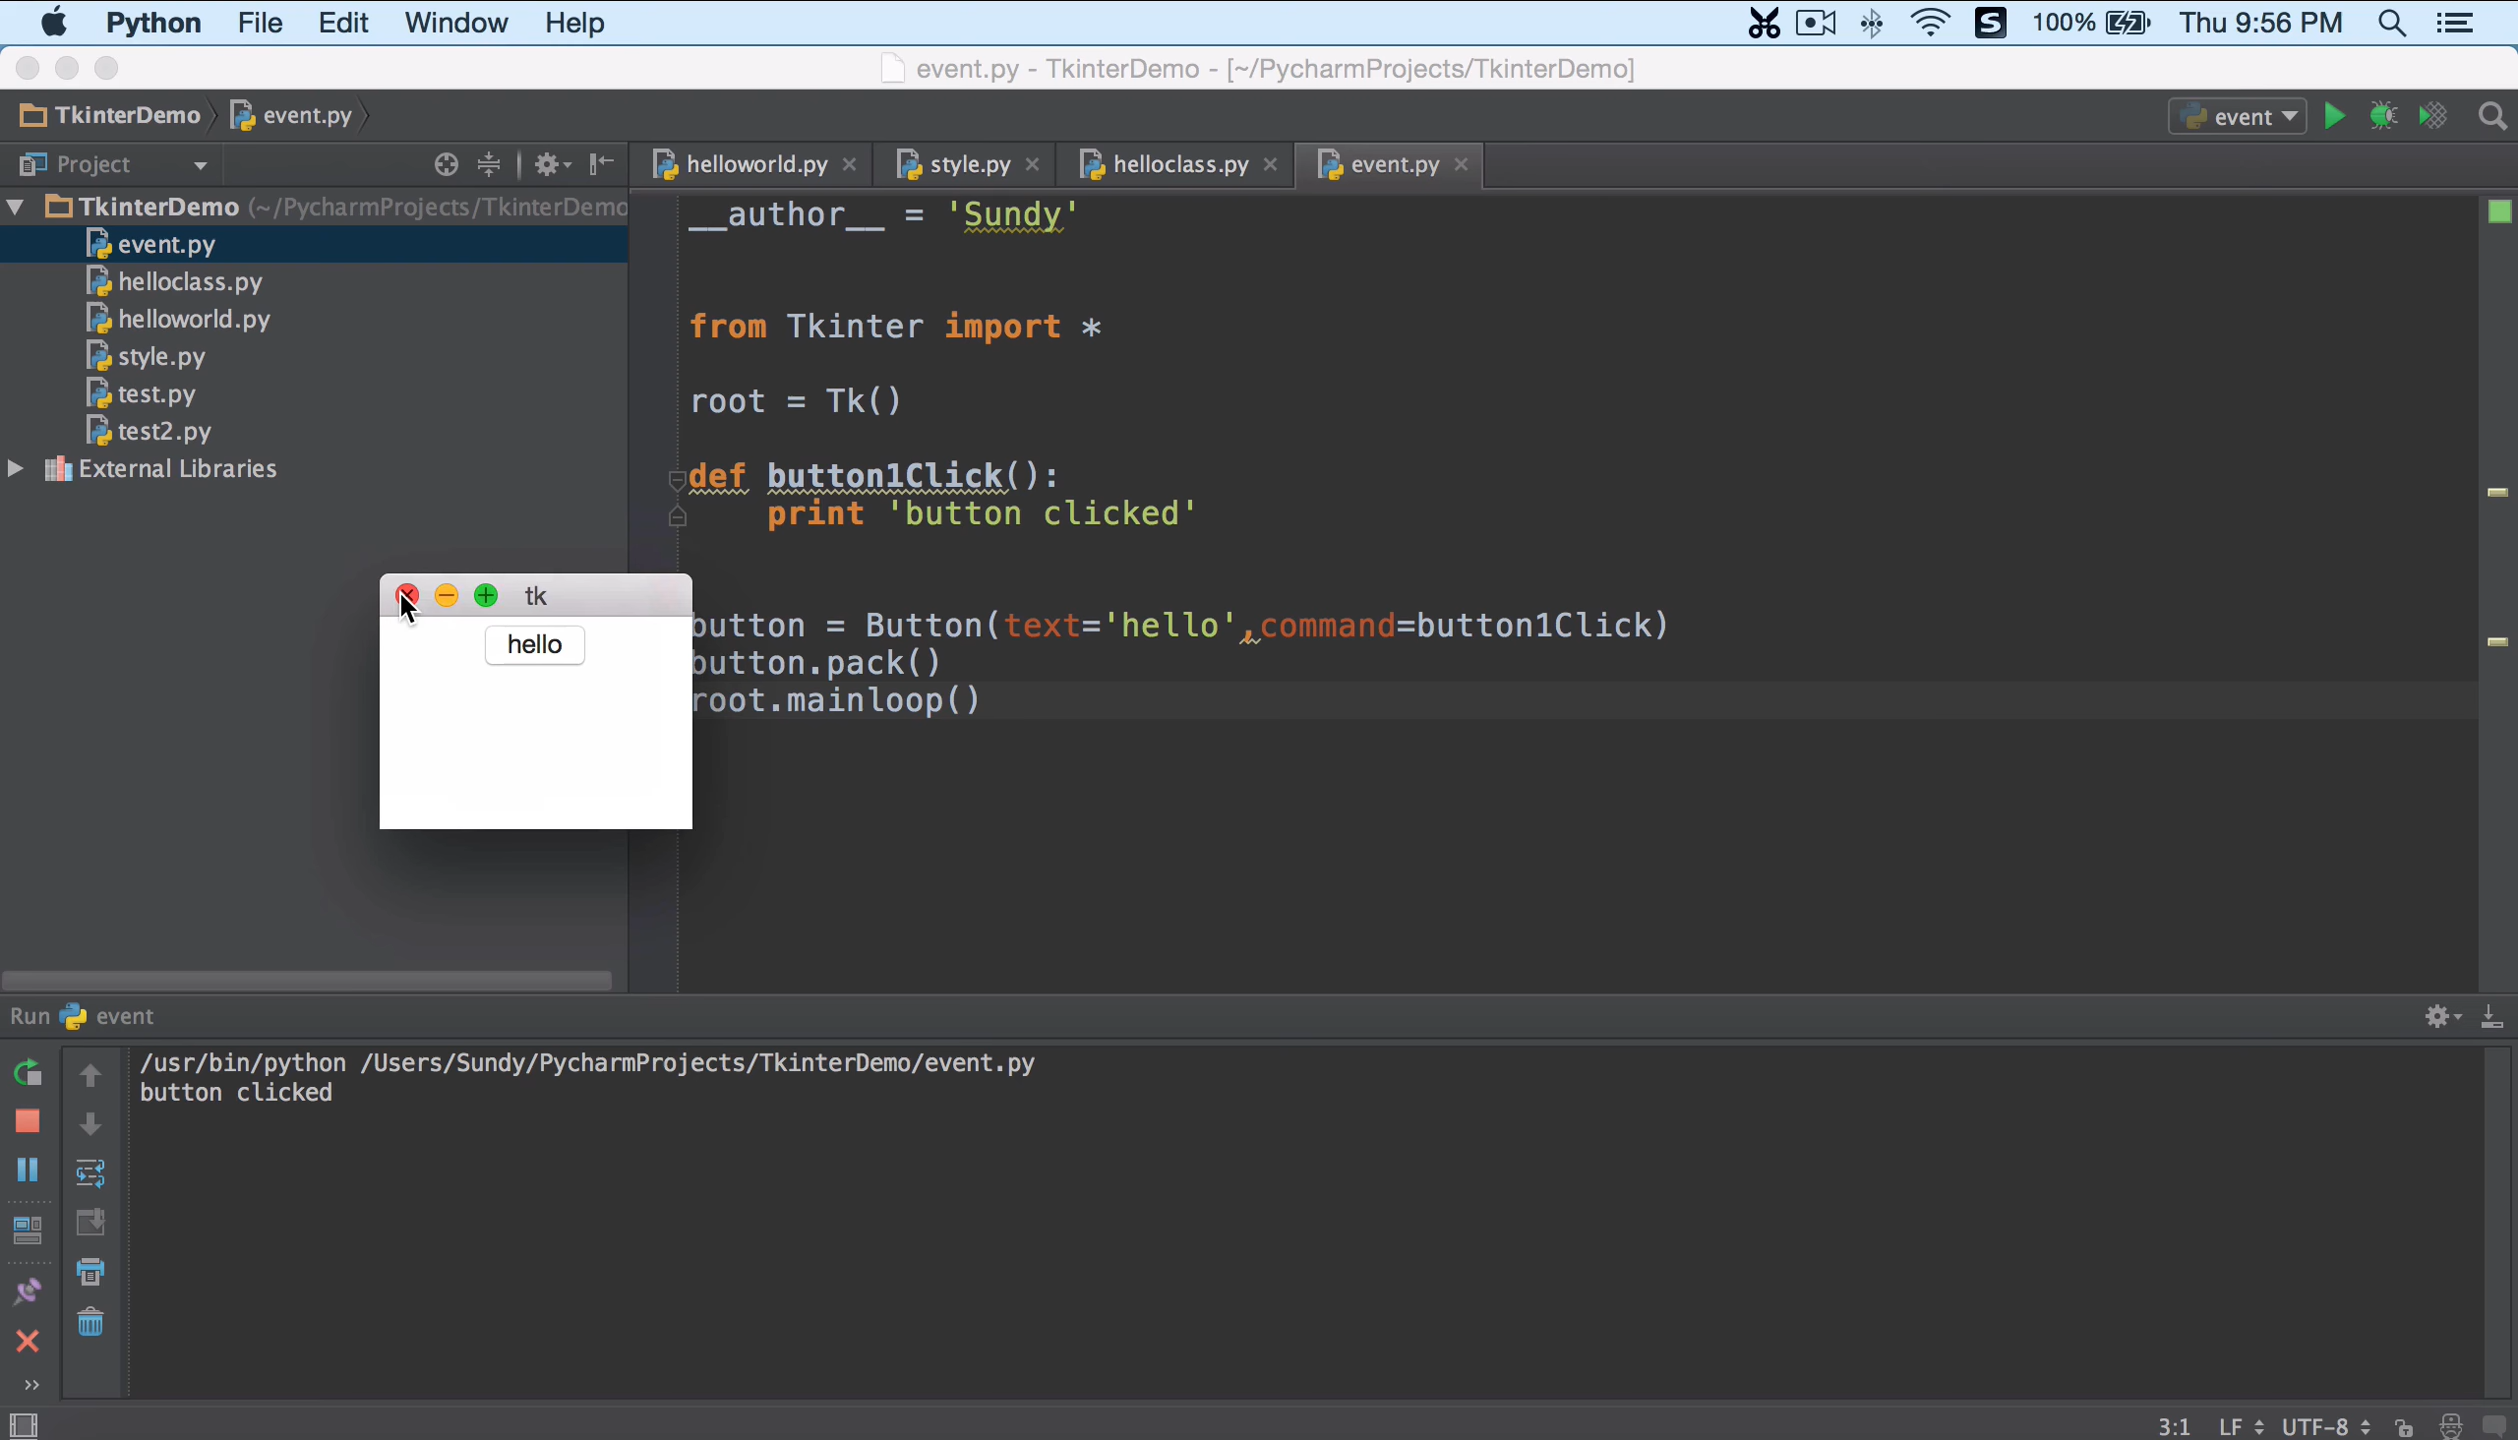 Python File Edit Window Help 100% Thu 9:56 PM
event.py - TkinterDemo - [~/PycharmProjects/TkinterDemo]
TkinterDemo event.py event
Project helloworld.py style.py helloclass.py event.py
TkinterDemo (~/PycharmProjects/TkinterDemo
event.py
helloclass.py
helloworld.py
style.py
test.py
test2.py
External Libraries
__author__ = 'Sundy'
from Tkinter import *
root = Tk()
def button1Click():
print 'button clicked'
button = Button(text='hello',command=button1Click)
button.pack()
root.mainloop()
tk
hello
Run event
/usr/bin/python /Users/Sundy/PycharmProjects/TkinterDemo/event.py
button clicked
3:1 LF UTF-8